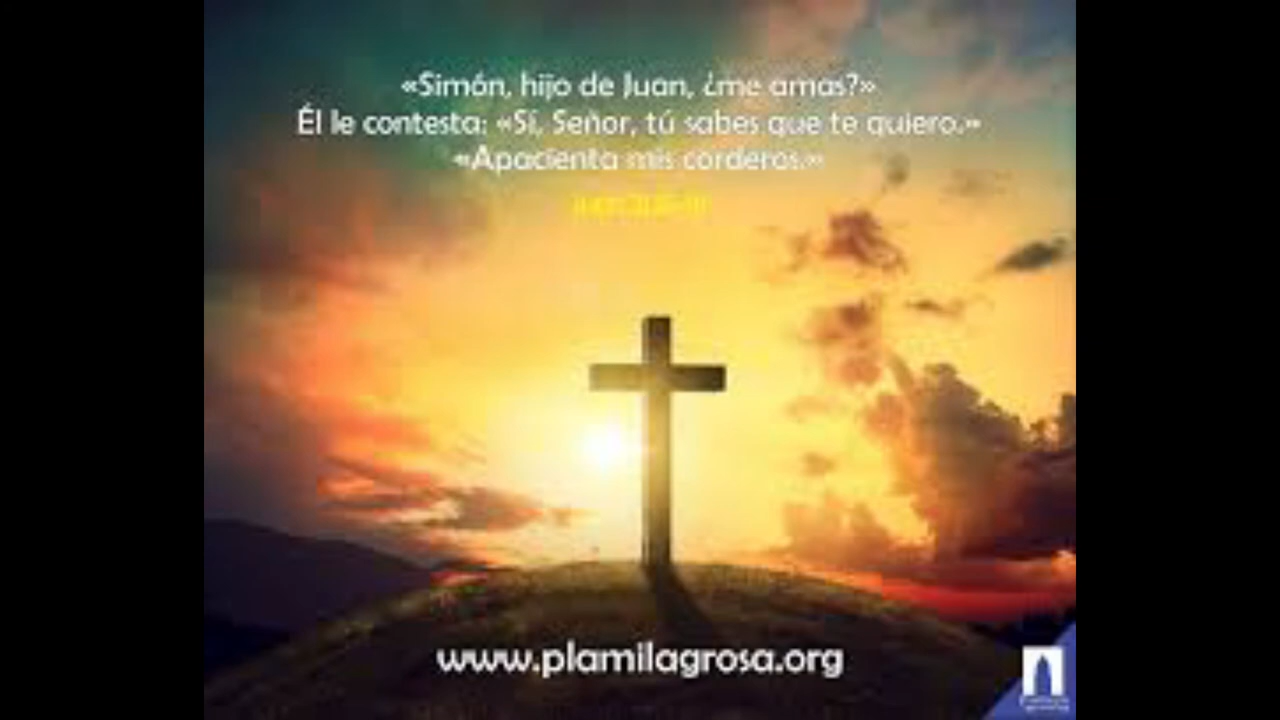 «Simón, hijo de Juan, ¿me amas?»
Él le contesta: «Sí, Señor, tú sabes que te quiero.»
«Apacienta mis corderos.»
www.plamilagrosa.org